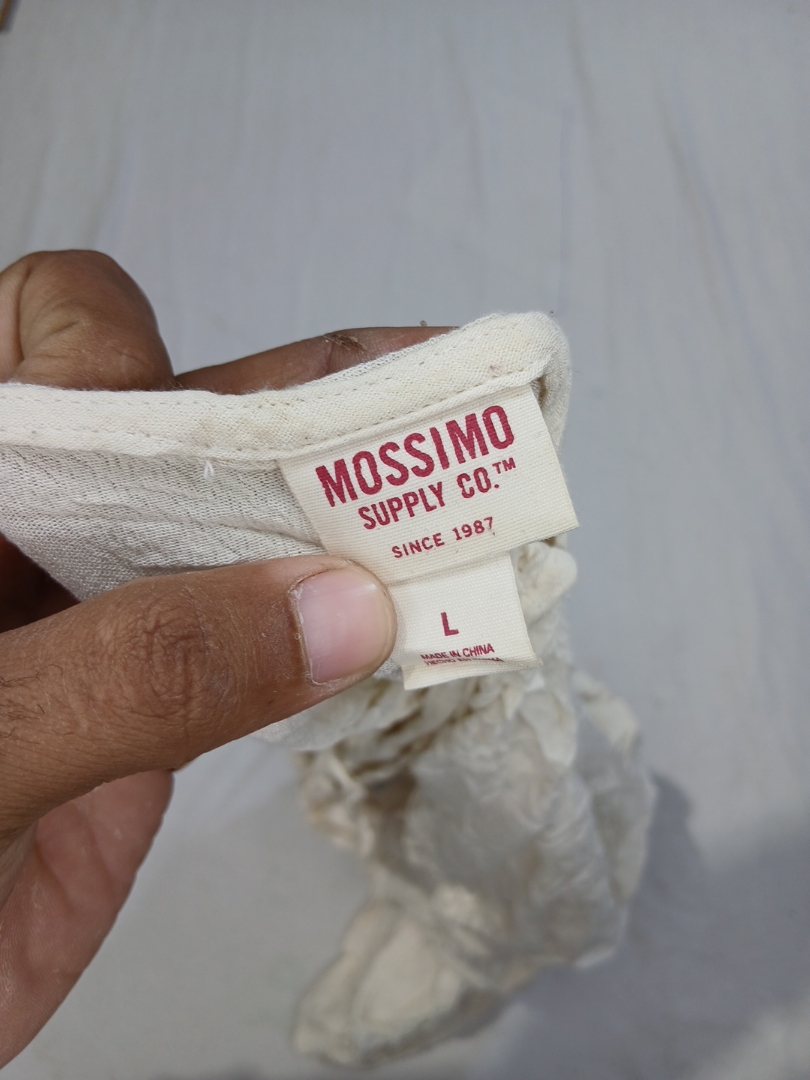 MOSSIMO
SUPPLY CO.™
SINCE 1987
L
MADE IN CHINA